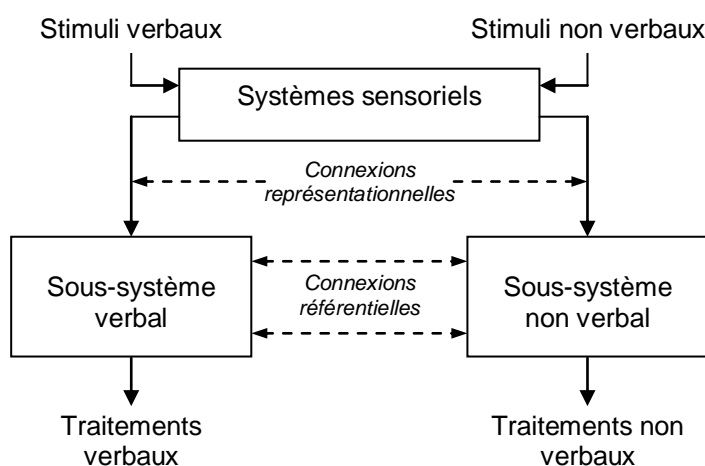 Stimuli verbaux
Stimuli non verbaux
Systèmes sensoriels
Connexions
représentationnelles
Sous-système
verbal
Connexions
référentielles
Sous-système
non verbal
Traitements
verbaux
Traitements non
verbaux